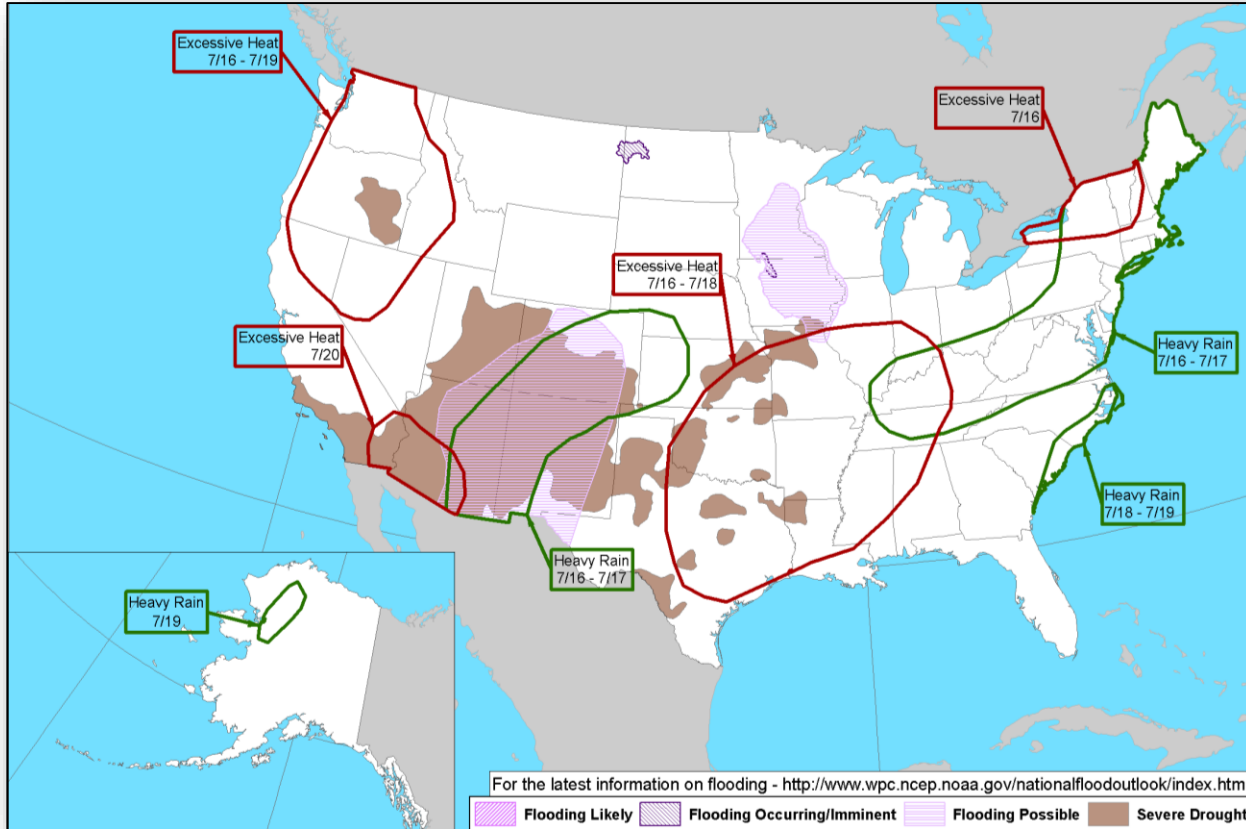 Excessive Heat
7/16 - 7/19
Excessive Heat
7/16
Excessive Heat
7/16 - 7/18
Excessive Heat
7/20
Heavy Rain
7/16 - 7/17
Heavy Rain
7/18 - 7/19
Heavy Rain
7/16 - 7/17
Heavy Rain
7/19
For the latest information on flooding - http://www.wpc.ncep.noaa.gov/nationalfloodoutlook/index.htm
Flooding Likely Flooding Occurring/Imminent Flooding Possible Severe Drought